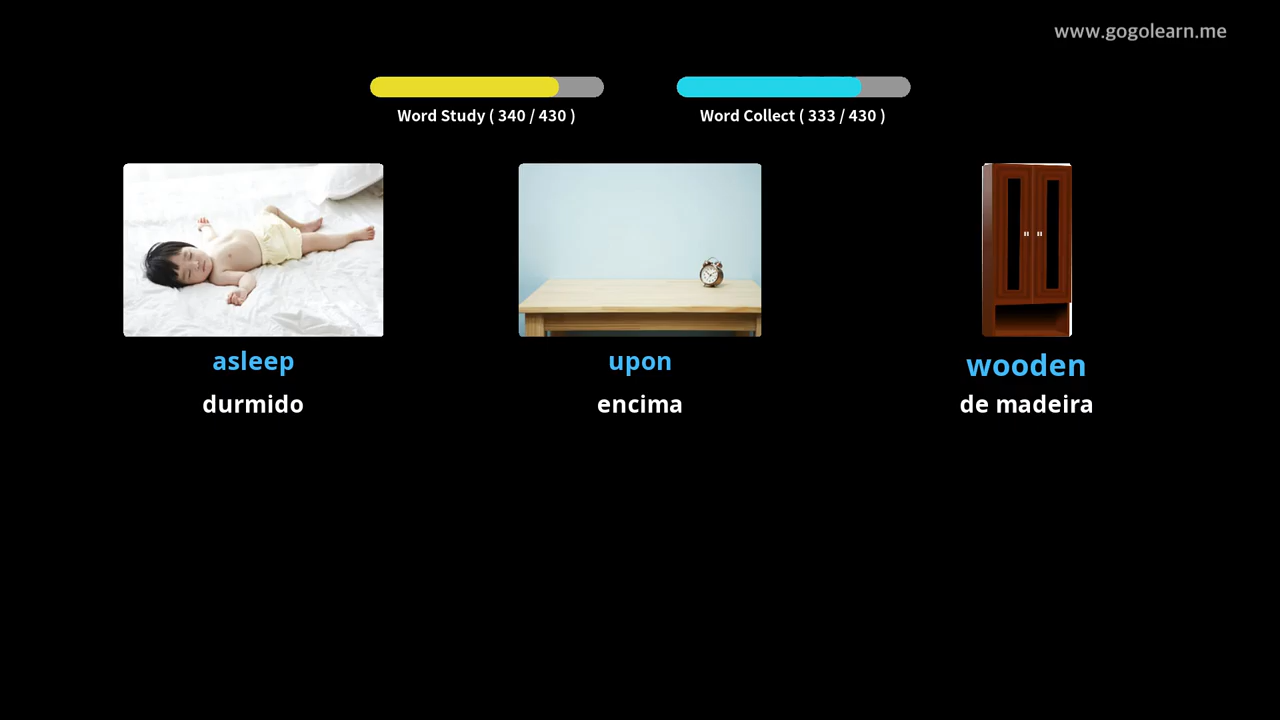 www.gogolearn.me
Word Study ( 340 / 430 )
Word Collect ( 333 / 430 )
asleep
upon
wooden
durmido
encima
de madeira